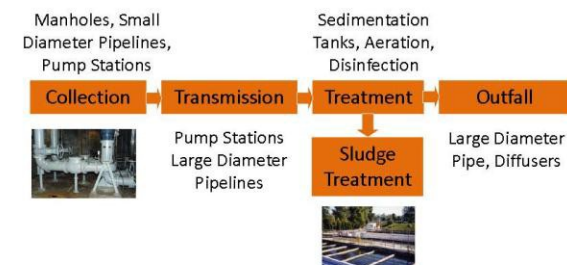 Manholes, Small
Diameter Pipelines,
Pump Stations
Sedimentation
Tanks, Aeration,
Disinfection
Collection
Transmission
Treatment
Outfall
Pump Stations
Large Diameter
Pipelines
Sludge
Treatment
Large Diameter
Pipe, Diffusers